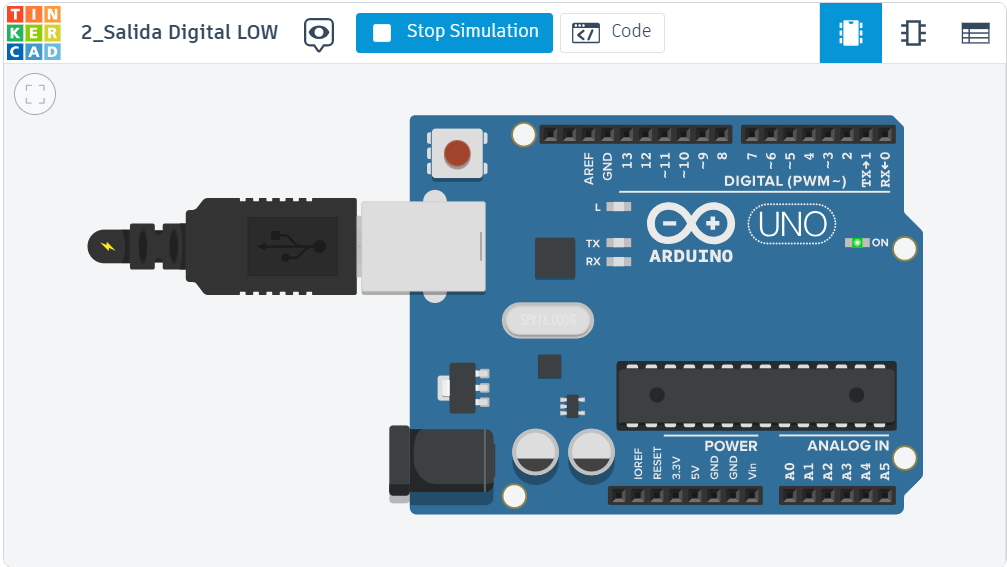 TIN
KER
CAD
2_Salida Digital LOW
Stop Simulation
Code
AREF
GND
13
12
~11
~10
~9
8
7
~6
~5
4
~3
2
TX→1
RX←0
DIGITAL (PWM~)
L
TX
RX
UNO
ARDUINO
ON
SPK16.000G
POWER
ANALOG IN
IOREF
RESET
3.3V
5V
GND
GND
Vin
A0
A1
A2
A3
A4
A5